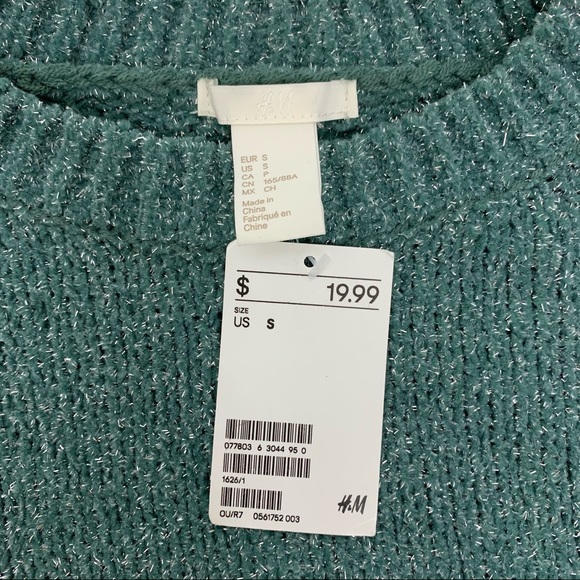 H&M
EUR S
US S
CA P
CN 165/88A
MX CH
Made in
China
Fabriqué en
Chine
$ 19.99
SIZE
US S
077803 6 3044 95 0
1626/1
H&M
OU/R7 0561752 003